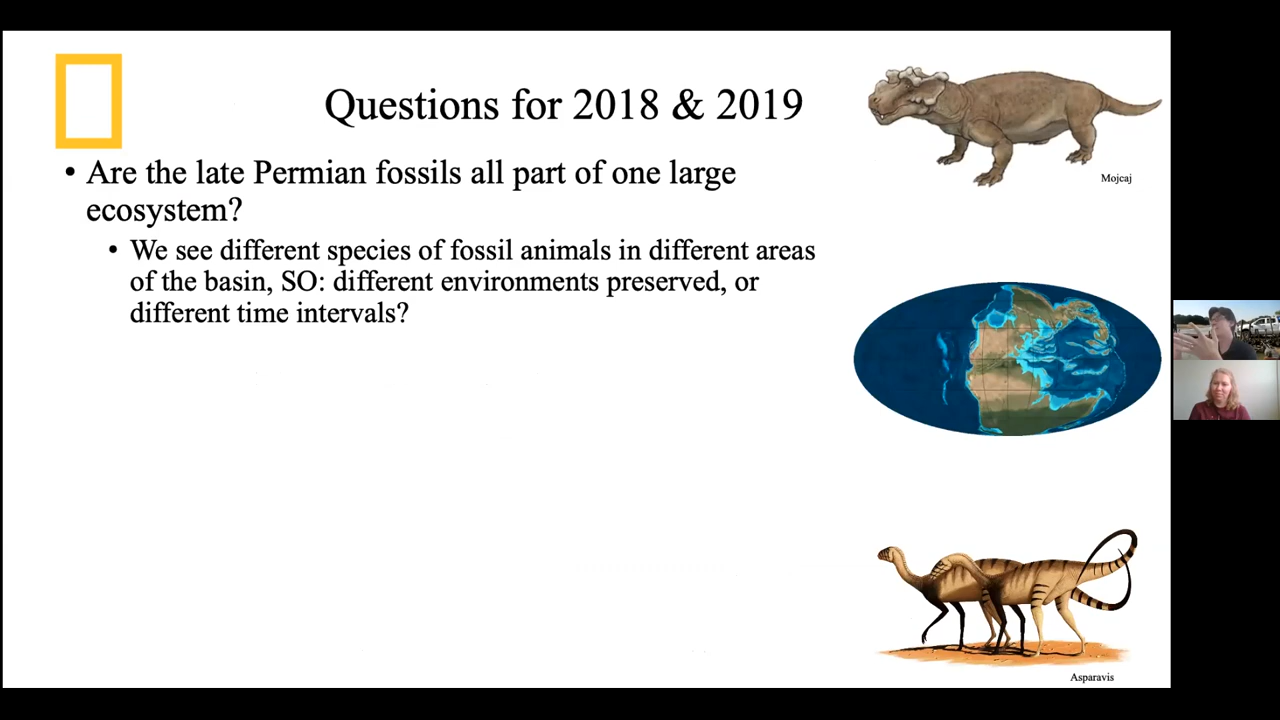 Questions for 2018 & 2019
• Are the late Permian fossils all part of one large
ecosystem?
• We see different species of fossil animals in different areas
of the basin, SO: different environments preserved, or
different time intervals?
Mojcaj
Asparavis